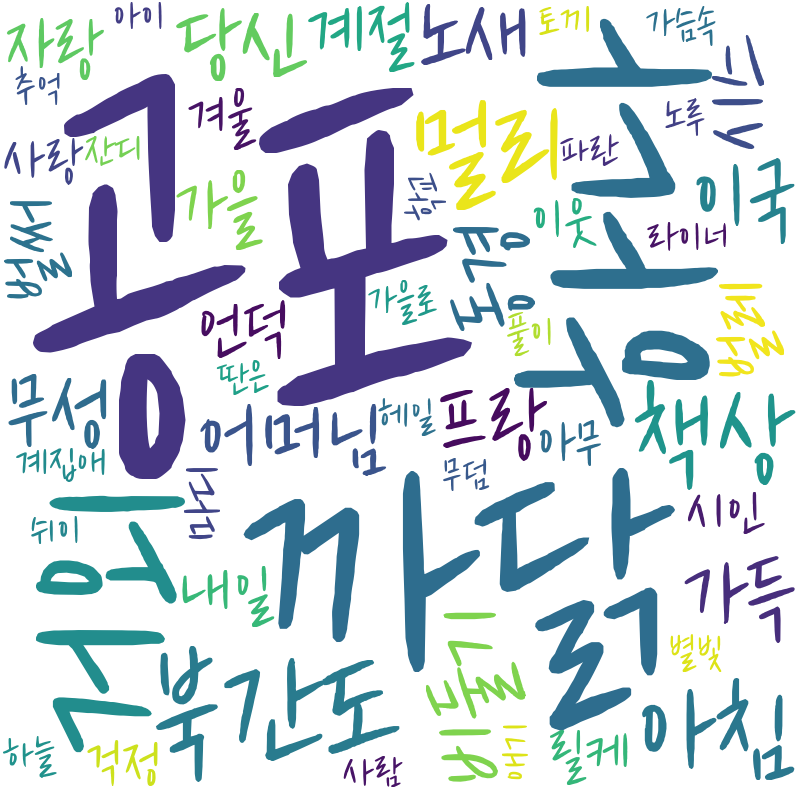 자랑
아이
당신
계절
노새
토끼
가슴속
추억
겨울
멀리
파란
노루
사랑
잔디
가을
이국
이웃
라이너
공포
동경
언덕
가을로
풀이
딴은
무성
어머님
헤일
프랑
아무
책상
계집애
무덤
거외
쉬이
까닭
시인
내일
가득
별빛
북간도
아침
하늘
걱정
사람
릴케